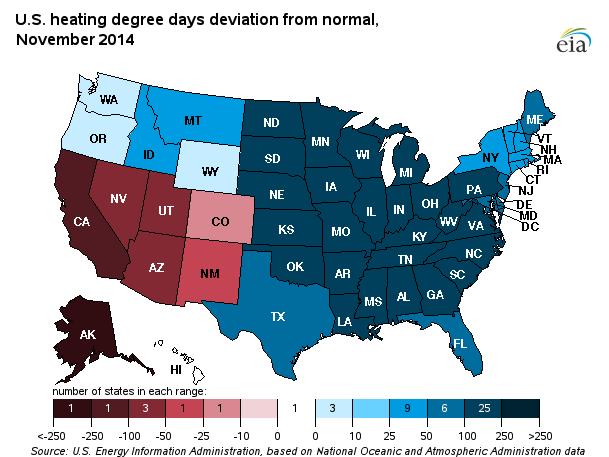 U.S. heating degree days deviation from normal,
November 2014
eia
WA
OR
MT
ID
WY
ND
SD
NE
KS
OK
TX
MN
IA
MO
AR
LA
WI
IL
MI
IN
OH
KY
TN
MS
AL
GA
FL
SC
NC
VA
WV
PA
NY
ME
VT
NH
MA
RI
CT
NJ
DE
MD
DC
CA
NV
UT
CO
AZ
NM
AK
HI
number of states in each range:
1 1 3 1 1 0 1 3 0 9 6 25 0
<-250 -250 -100 -50 -25 -10 0 0 10 25 50 100 250 >250
Source: U.S. Energy Information Administration, based on National Oceanic and Atmospheric Administration data